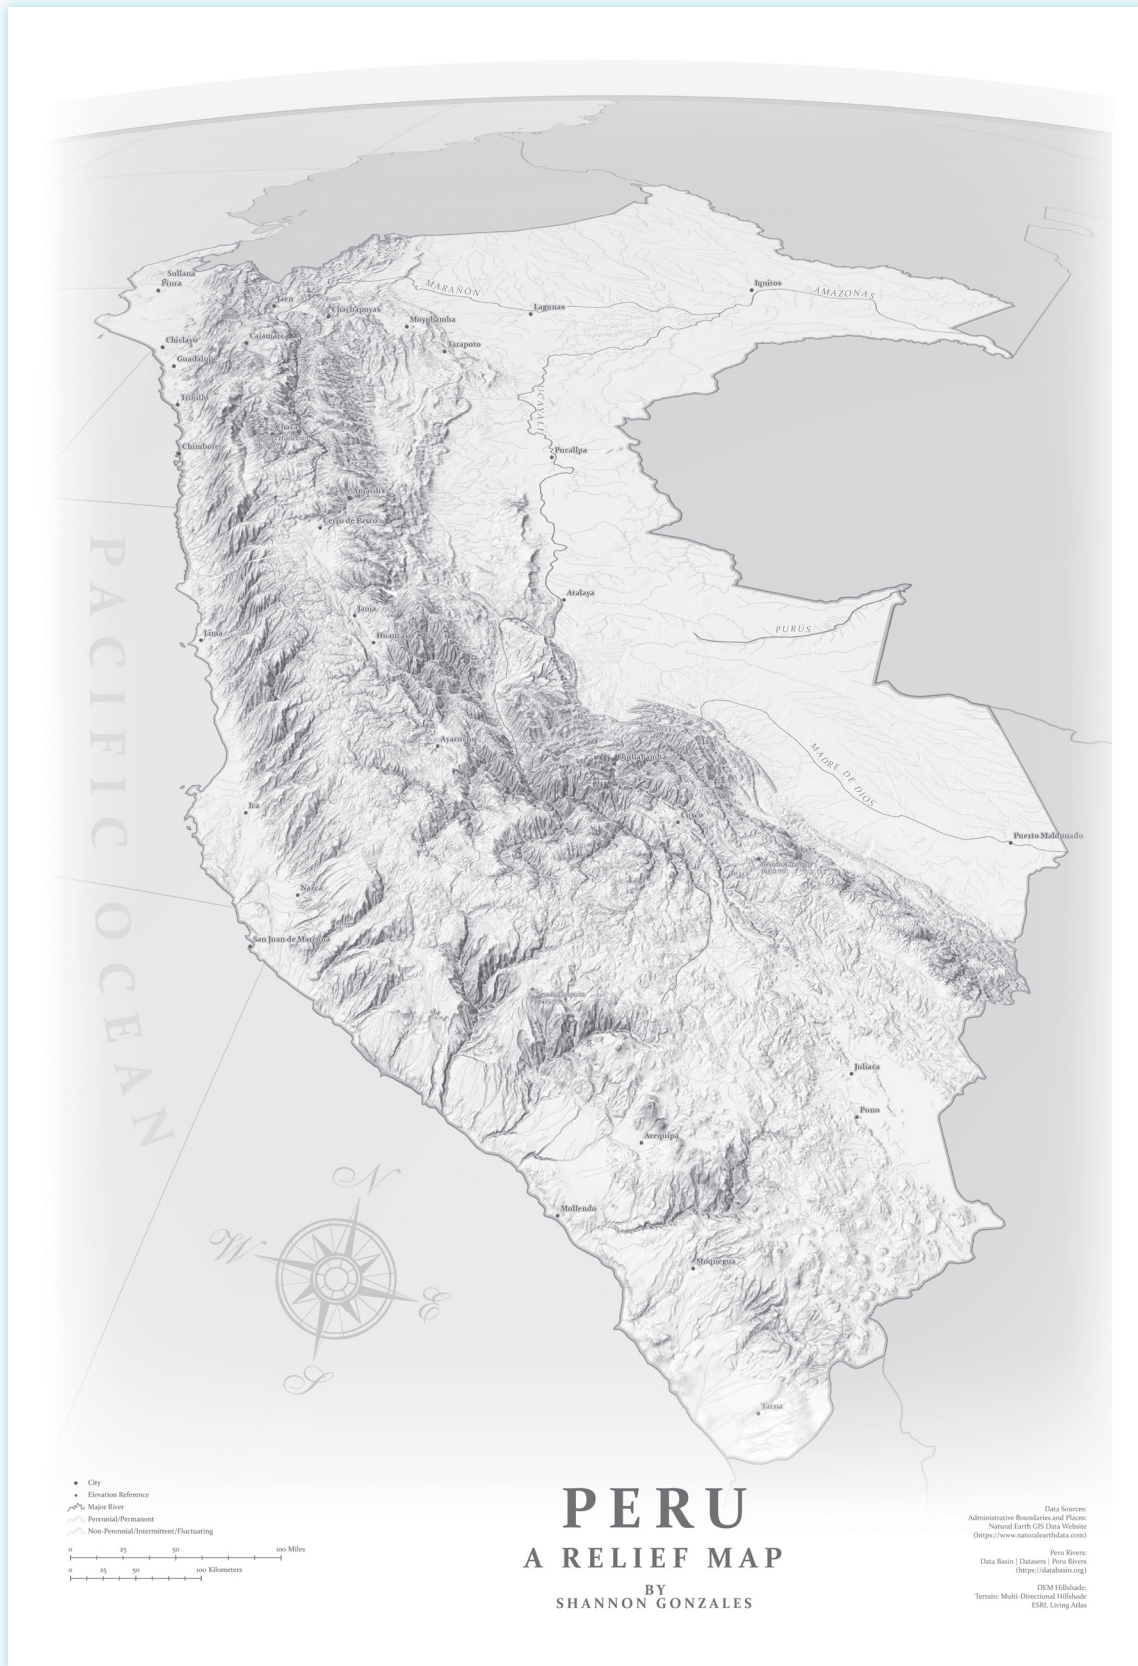 Sullana
Piura
Jaen
Chachapoyas
MARAÑÓN
Iquitos
AMAZONAS
Lagunas
Moyobamba
Cajamarca
Chiclayo
Tarapoto
Guadalupe
Trujillo
UCAYALI
Chimbote
Pucallpa
Amarilis
Cerro de Pasco
PACIFIC OCEAN
Atalaya
Jauja
PURÚS
Lima
Huancayo
Ayacucho
Quillabamba
MADRE DE DIOS
Ica
Cusco
Puerto Maldonado
Nazca
San Juan de Marcona
Juliaca
Puno
Arequipa
N
W
E
S
Mollendo
Moquegua
Tacna
City
Elevation Reference
Major River
Perennial/Permanent
Non-Perennial/Intermittent/Fluctuating
0 25 50 100 Miles
0 25 50 100 Kilometers
PERU
A RELIEF MAP
BY
SHANNON GONZALES
Data Sources:
Administrative Boundaries and Places:
Natural Earth GIS Data Website
(https://www.naturalearthdata.com)
Peru Rivers:
Data Basin | Datasets | Peru Rivers
(https://databasin.org)
DEM Hillshade:
Terrain: Multi-Directional Hillshade
ESRI, Living Atlas